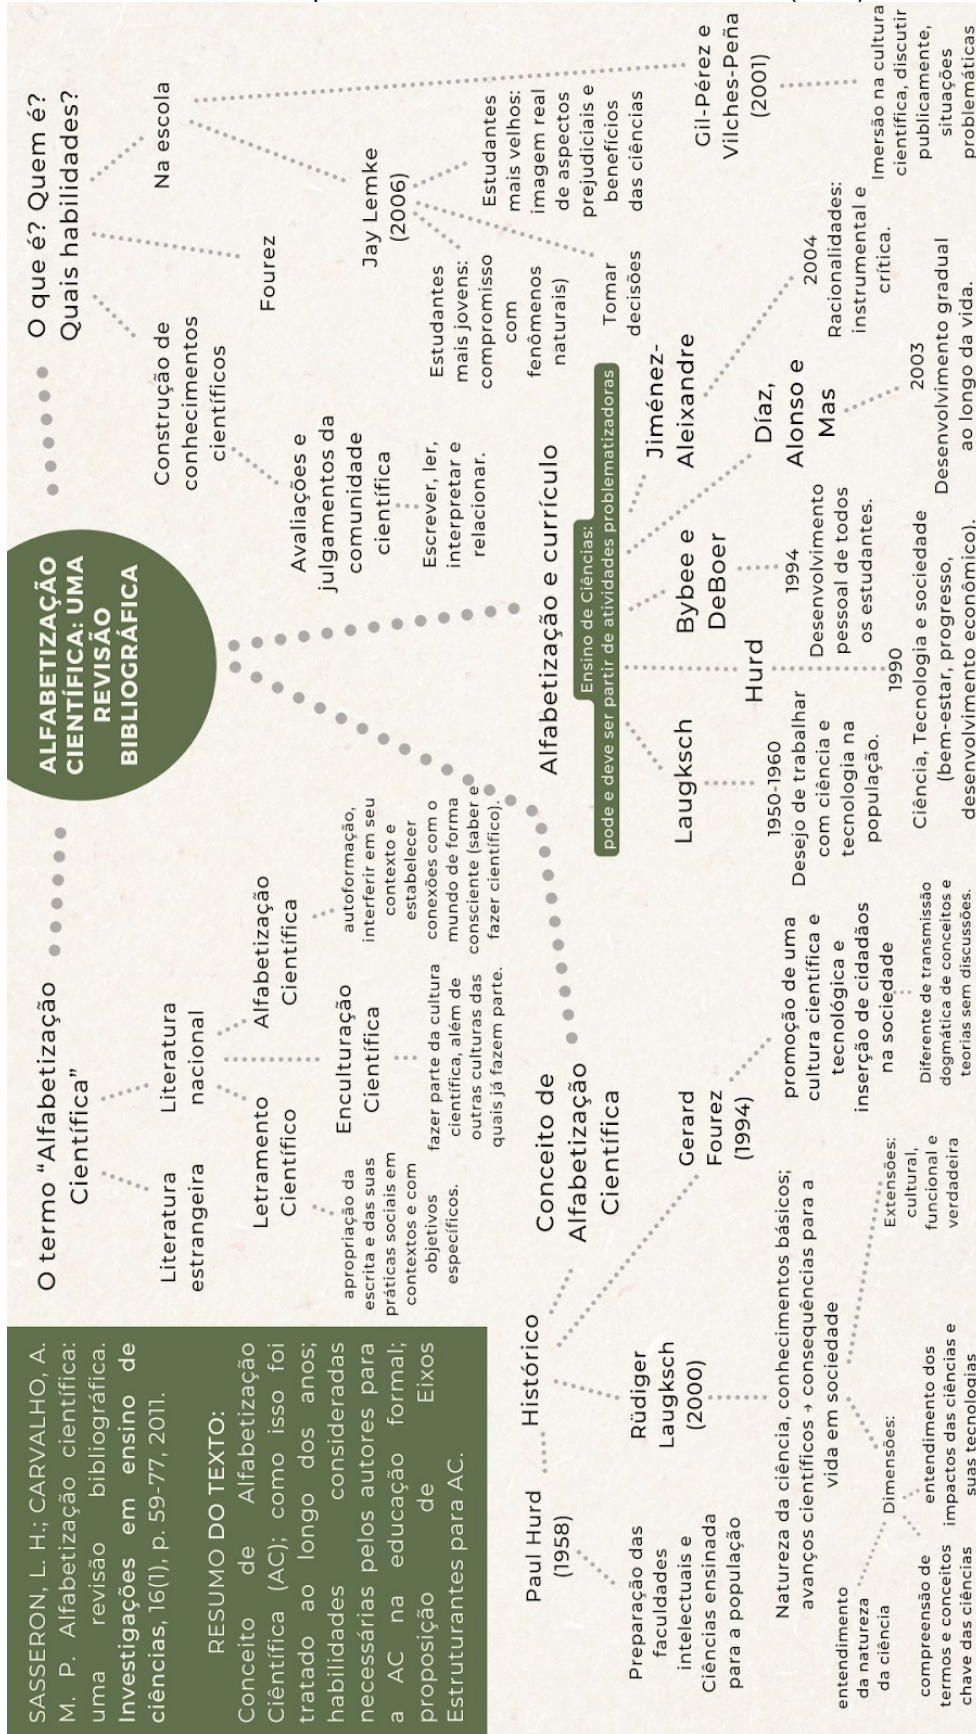 SASSERON, L. H.; CARVALHO, A.
M. P. Alfabetização científica:
uma revisão bibliográfica.
Investigações em ensino de
ciências, 16(1), p. 59-77, 2011.
RESUMO DO TEXTO:
Conceito de Alfabetização
Ciêntífica (AC); como isso foi
tratado ao longo dos anos;
habilidades consideradas
necessárias pelos autores para
a AC na educação formal;
proposição de Eixos
Estruturantes para AC.
ALFABETIZAÇÃO
CIENTÍFICA: UMA
REVISÃO
BIBLIOGRÁFICA
O termo "Alfabetização
Científica"
Literatura
estrangeira
Literatura
nacional
Letramento
Científico
apropriação da
escrita e das suas
práticas sociais em
contextos e com
objetivos
específicos.
Enculturação
Científica
fazer parte da cultura
científica, além de
outras culturas das
quais já fazem parte.
Alfabetização
Científica
autoformação,
interferir em seu
contexto e
estabelecer
conexões com o
mundo de forma
consciente (saber e
fazer científico).
O que é? Quem é?
Quais habilidades?
Construção de
conhecimentos
científicos
Avaliações e
julgamentos da
comunidade
científica
Escrever, ler,
interpretar e
relacionar.
Fourez
Na escola
Jay Lemke
(2006)
Estudantes
mais jovens:
compromisso
com
fenômenos
naturais)
Tomar
decisões
Estudantes
mais velhos:
imagem real
de aspectos
prejudiciais e
benefícios
das ciências
Gil-Pérez e
Vilches-Peña
(2001)
Imersão na cultura
científica, discutir
publicamente,
situações
problemáticas
Conceito de
Alfabetização
Científica
Histórico
Paul Hurd
(1958)
Preparação das
faculdades
intelectuais e
Ciências ensinada
para a população
Rüdiger
Laugksch
(2000)
Natureza da ciência, conhecimentos básicos;
avanços científicos → consequências para a
vida em sociedade
Dimensões:
entendimento
da natureza
da ciência
compreensão de
termos e conceitos
chave das ciências
entendimento dos
impactos das ciências e
suas tecnologias
Extensões:
cultural,
funcional e
verdadeira
Gerard
Fourez
(1994)
promoção de uma
cultura científica e
tecnológica e
inserção de cidadãos
na sociedade
Diferente de transmissão
dogmática de conceitos e
teorias sem discussões.
Alfabetização e currículo
Ensino de Ciências:
pode e deve ser partir de atividades problematizadoras
Laugksch
1950-1960
Desejo de trabalhar
com ciência e
tecnologia na
população.
Hurd
1990
Ciência, Tecnologia e sociedade
(bem-estar, progresso,
desenvolvimento econômico).
Bybee e
DeBoer
1994
Desenvolvimento
pessoal de todos
os estudantes.
Díaz,
Alonso e
Mas
2003
Desenvolvimento gradual
ao longo da vida.
Jiménez-
Aleixandre
2004
Racionalidades:
instrumental e
crítica.